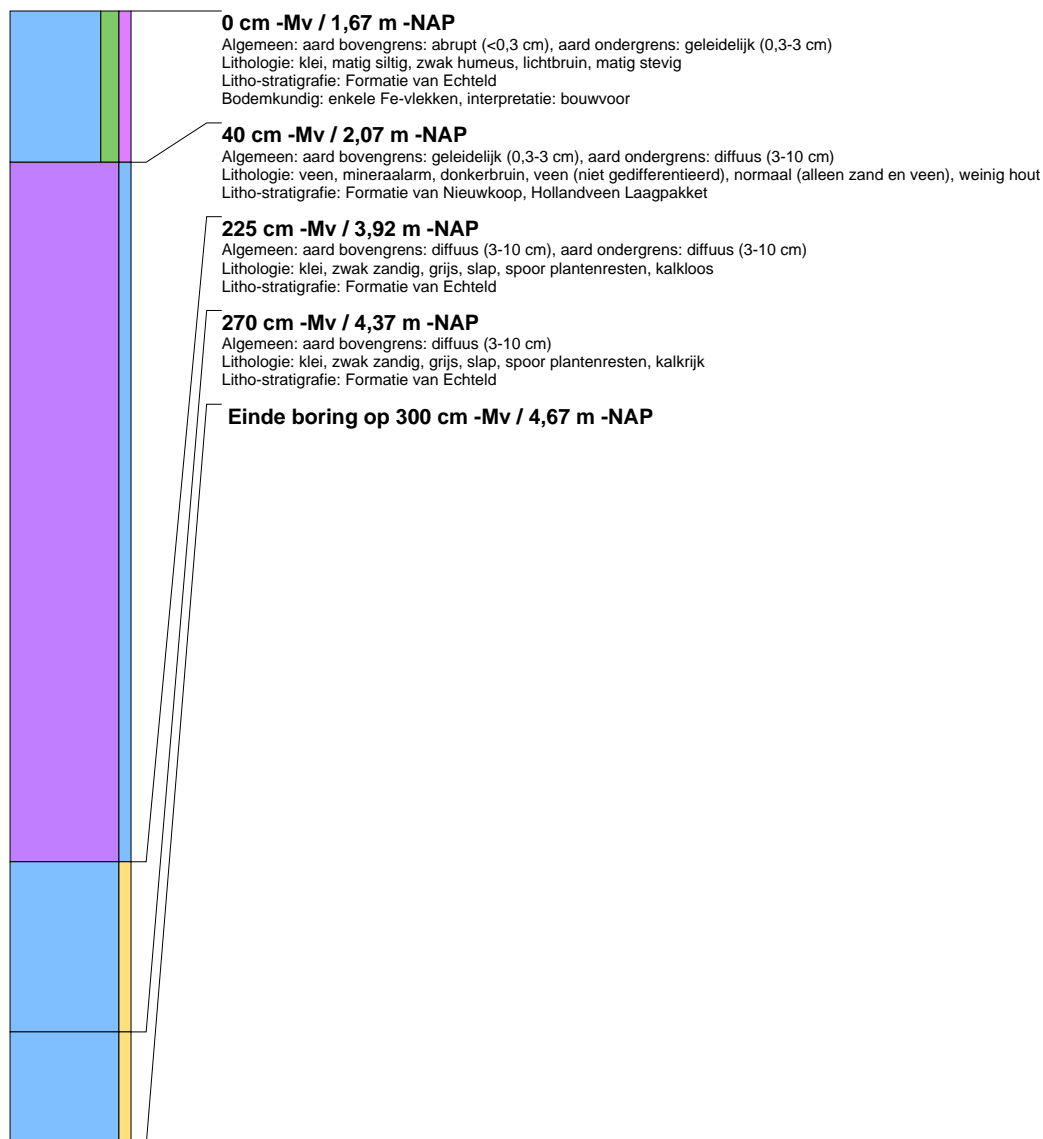 0 cm -Mv / 1,67 m -NAP
Algemeen: aard bovengrens: abrupt (<0,3 cm), aard ondergrens: geleidelijk (0,3-3 cm)
Lithologie: klei, matig siltig, zwak humeus, lichtbruin, matig stevig
Litho-stratigrafie: Formatie van Echteld
Bodemkundig: enkele Fe-vlekken, interpretatie: bouwvoor
40 cm -Mv / 2,07 m -NAP
Algemeen: aard bovengrens: geleidelijk (0,3-3 cm), aard ondergrens: diffuus (3-10 cm)
Lithologie: veen, mineraalarm, donkerbruin, veen (niet gedifferentieerd), normaal (alleen zand en veen), weinig hout
Litho-stratigrafie: Formatie van Nieuwkoop, Hollandveen Laagpakket
225 cm -Mv / 3,92 m -NAP
Algemeen: aard bovengrens: diffuus (3-10 cm), aard ondergrens: diffuus (3-10 cm)
Lithologie: klei, zwak zandig, grijs, slap, spoor plantenresten, kalkloos
Litho-stratigrafie: Formatie van Echteld
270 cm -Mv / 4,37 m -NAP
Algemeen: aard bovengrens: diffuus (3-10 cm)
Lithologie: klei, zwak zandig, grijs, slap, spoor plantenresten, kalkrijk
Litho-stratigrafie: Formatie van Echteld
Einde boring op 300 cm -Mv / 4,67 m -NAP